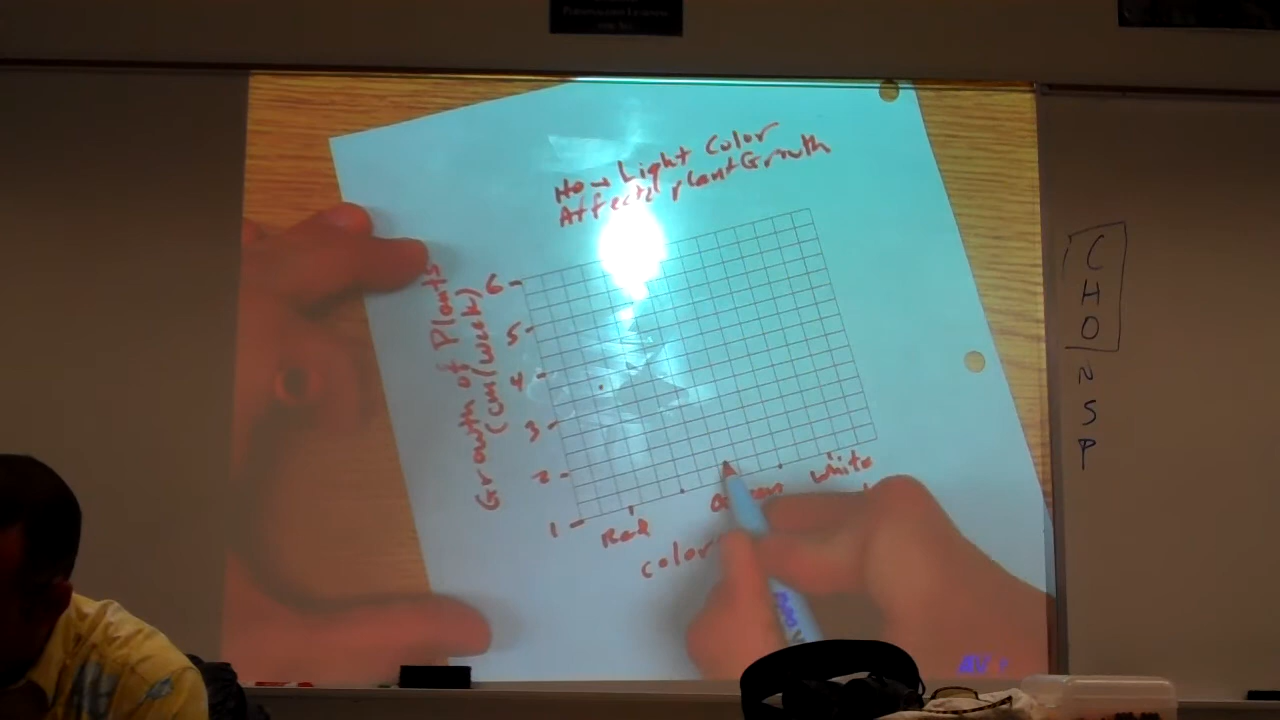 How Light Color
Affects Plant Growth
Growth of Plants
(cm/week)
6
5
4
3
2
1
Red
Green
white
color
C
H
O
N
S
P